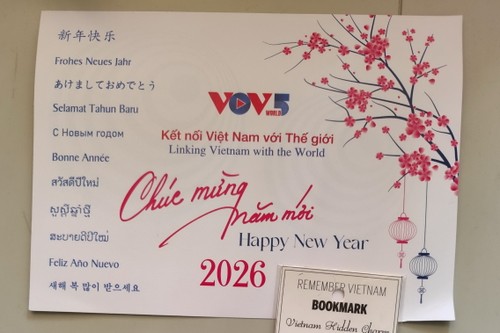 新年快乐
Frohes Neues Jahr
あけましておめでとう
Selamat Tahun Baru
С Новым годом
Bonne Année
สวัสดีปีใหม่
សួស្តីឆ្នាំថ្មី
ສະບາຍດີປີໃໝ່
Feliz Año Nuevo
새해 복 많이 받으세요
VOV5
WORLD
Kết nối Việt Nam với Thế giới
Linking Vietnam with the World
Chúc mừng
năm mới
Happy New Year
2026
REMEMBER VIETNAM
BOOKMARK
Vietnam Hidden Charm